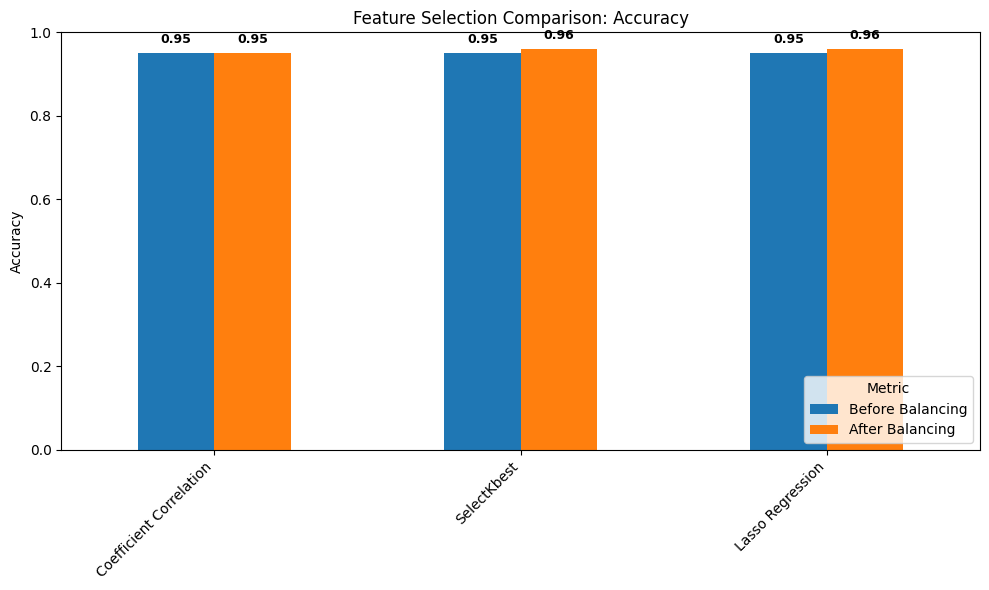 Feature Selection Comparison: Accuracy
1.0
0.8
0.6
0.4
0.2
0.0
Accuracy
0.95
0.95
0.95
0.96
0.95
0.96
Metric
Before Balancing
After Balancing
Coefficient Correlation
SelectKbest
Lasso Regression